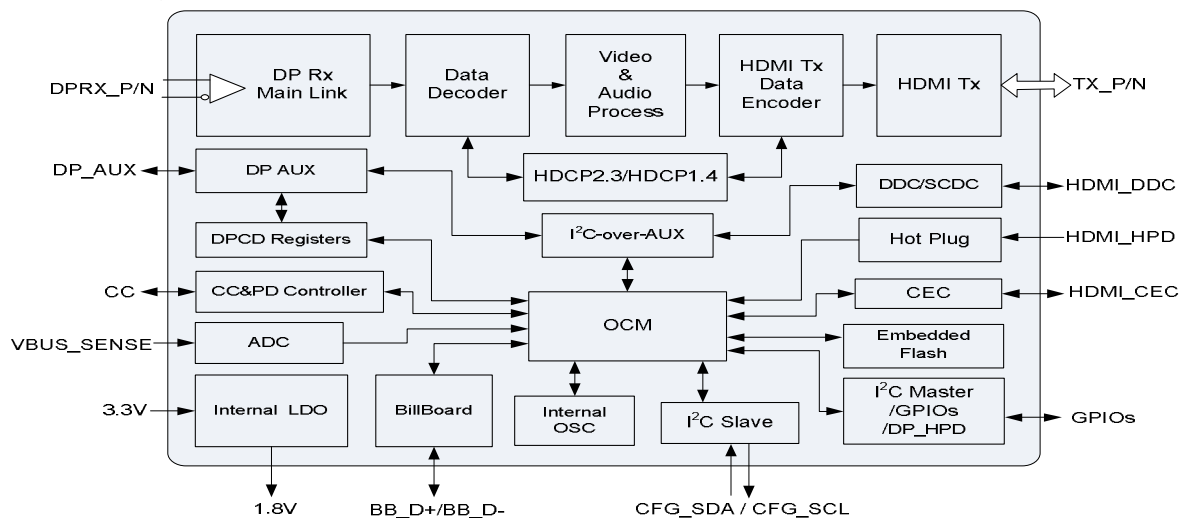 DPRX_P/N
DP Rx
Main Link
Data
Decoder
Video
&
Audio
Process
HDMI Tx
Data
Encoder
HDMI Tx
TX_P/N
DP_AUX
DP AUX
HDCP2.3/HDCP1.4
DDC/SCDC
HDMI_DDC
DPCD Registers
I²C-over-AUX
Hot Plug
HDMI_HPD
CC
CC&PD Controller
OCM
CEC
HDMI_CEC
VBUS_SENSE
ADC
Embedded
Flash
3.3V
Internal LDO
BillBoard
Internal
OSC
I²C Slave
I²C Master
/GPIOs
/DP_HPD
GPIOs
1.8V
BB_D+/BB_D-
CFG_SDA / CFG_SCL